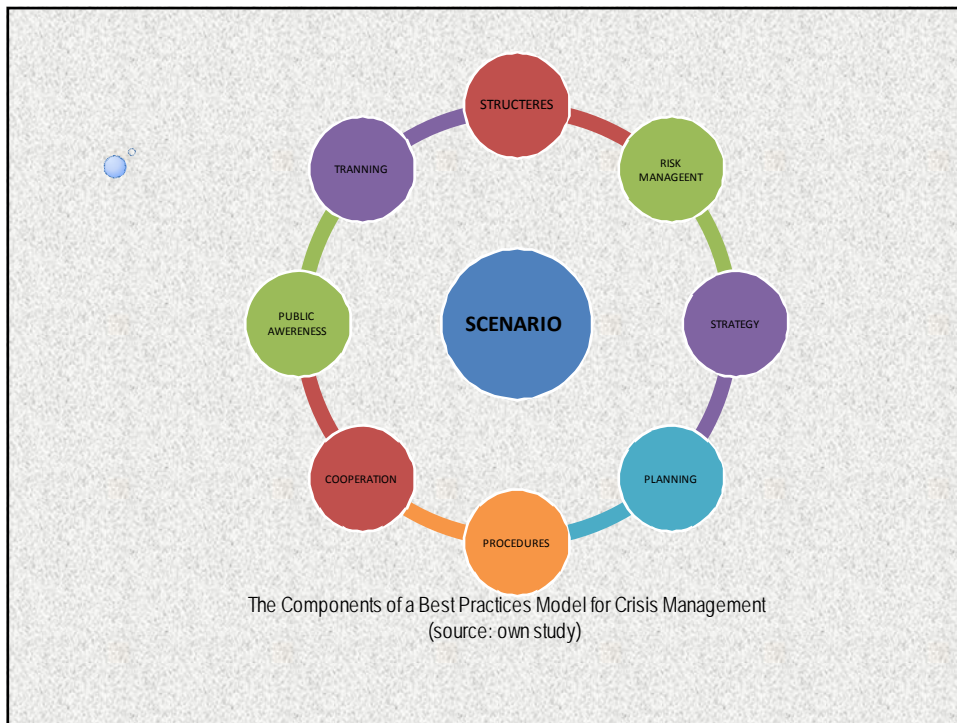 STRUCTERES
RISK
MANAGEENT
STRATEGY
PLANNING
PROCEDURES
COOPERATION
PUBLIC
AWERENESS
TRANNING
SCENARIO
The Components of a Best Practices Model for Crisis Management
(source: own study)